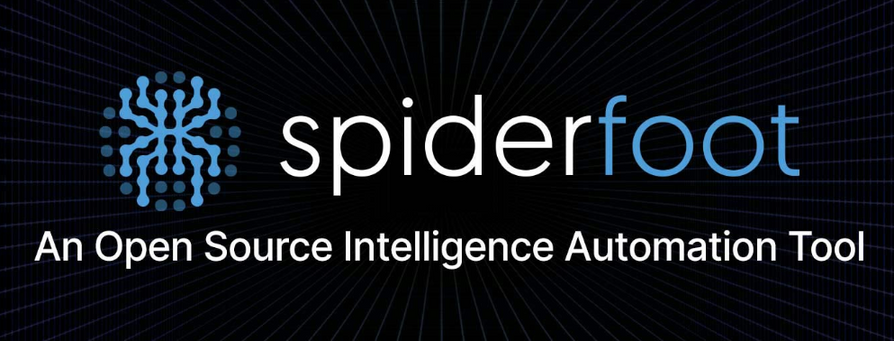 spiderfoot
An Open Source Intelligence Automation Tool